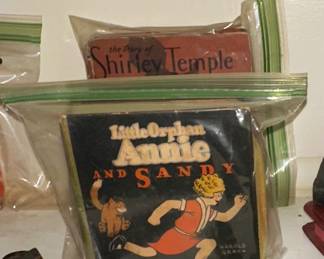 the Story of
Shirley Temple
Little Orphan
Annie
AND SANDY
HAROLD
GRAY